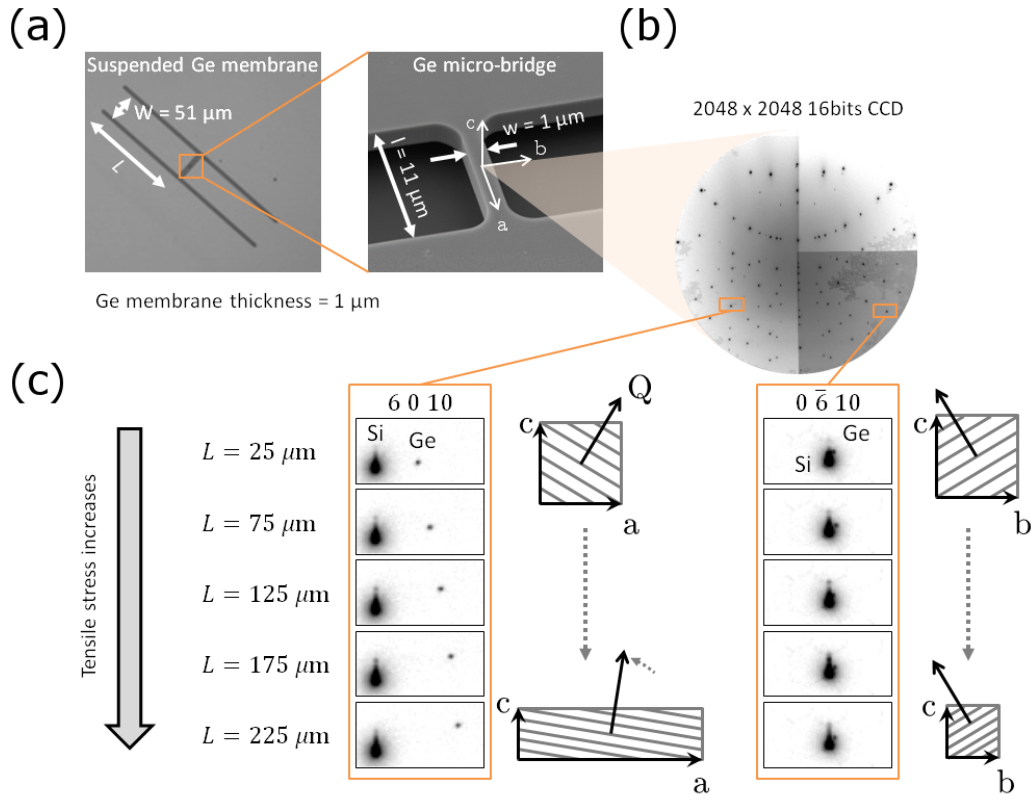 (a)
Suspended Ge membrane
W = 51 μm
L
Ge micro-bridge
w = 1 μm
l = 11 μm
c
b
a
Ge membrane thickness = 1 μm
(b)
2048 x 2048 16bits CCD
(c)
Tensile stress increases
L = 25 μm
L = 75 μm
L = 125 μm
L = 175 μm
L = 225 μm
6 0 10
Si
Ge
Q
c
a
c
a
0 6̅ 10
Ge
Si
c
b
c
b